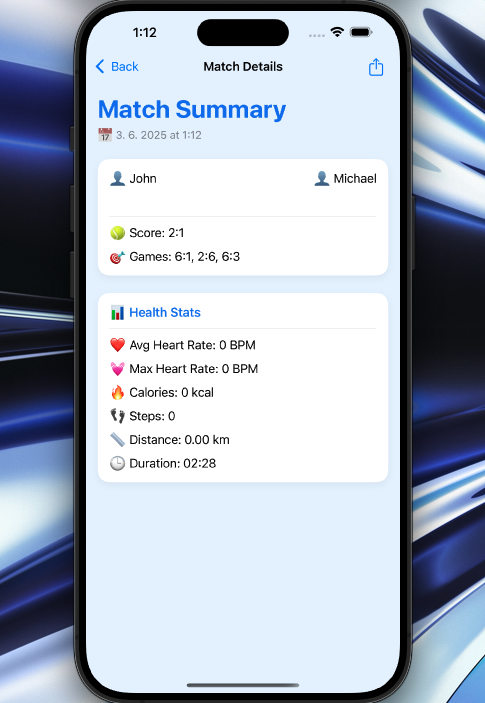 1:12
Back Match Details
Match Summary
3. 6. 2025 at 1:12
John Michael
Score: 2:1
Games: 6:1, 2:6, 6:3
Health Stats
Avg Heart Rate: 0 BPM
Max Heart Rate: 0 BPM
Calories: 0 kcal
Steps: 0
Distance: 0.00 km
Duration: 02:28